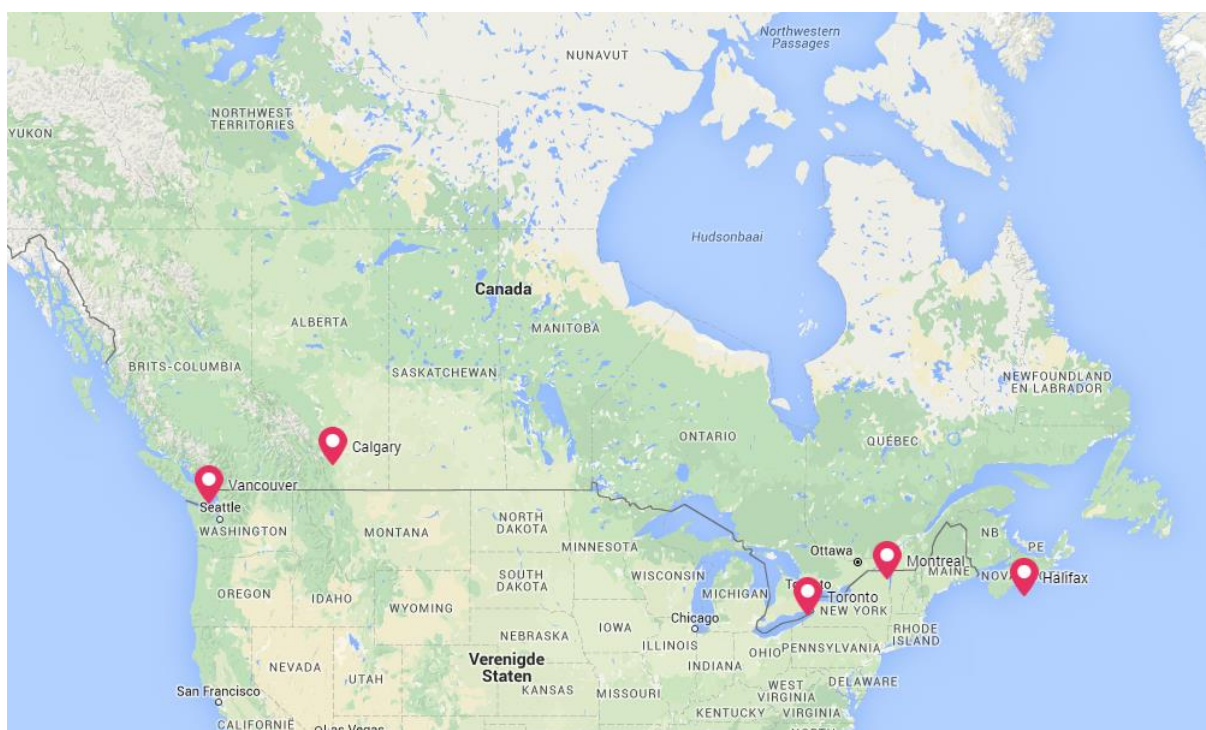 Northwestern
Passages
NUNAVUT
NORTHWEST
TERRITORIES
YUKON
Hudsonbaai
Canada
ALBERTA
MANITOBA
BRITS-COLUMBIA
SASKATCHEWAN
NEWFOUNDLAND
EN LABRADOR
ONTARIO
QUÉBEC
Calgary
Vancouver
Seattle
WASHINGTON
MONTANA
NORTH
DAKOTA
MINNESOTA
NB
PE
Ottawa
Montreal
MAINE
Halifax
OREGON
IDAHO
SOUTH
DAKOTA
WISCONSIN
MICHIGAN
Toronto
NEW YORK
WYOMING
Chicago
IOWA
NEBRASKA
ILLINOIS
OHIO
PENNSYLVANIA
RHODE
ISLAND
INDIANA
NEVADA
UTAH
Verenigde
Staten
KANSAS
MISSOURI
WEST
VIRGINIA
DELAWARE
San Francisco
KENTUCKY
VIRGINIA
CALIFORNIË
Las Vegas